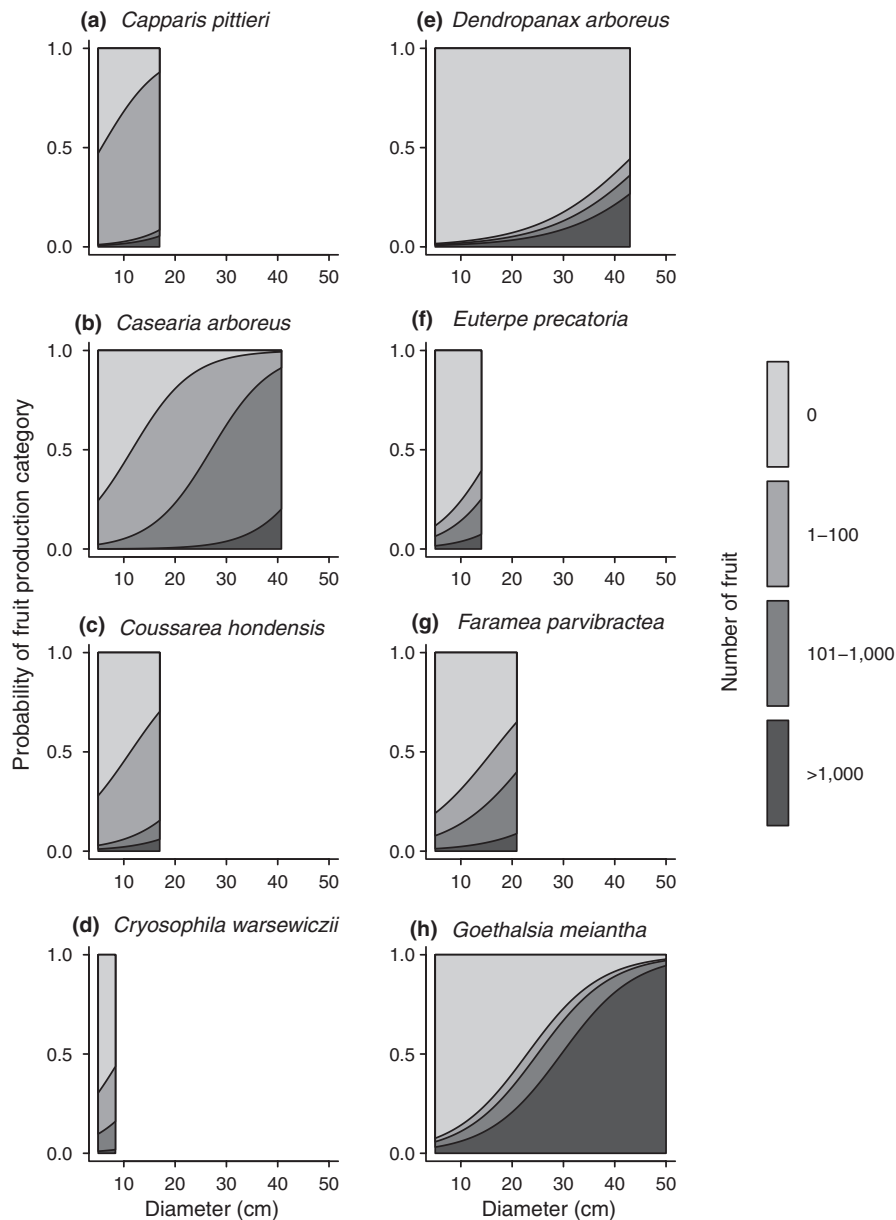 (a) Capparis pittieri
1.0
0.5
0.0
10 20 30 40 50
(b) Casearia arboreus
1.0
0.5
0.0
10 20 30 40 50
(c) Coussarea hondensis
1.0
0.5
0.0
10 20 30 40 50
(d) Cryosophila warsewiczii
1.0
0.5
0.0
10 20 30 40 50
Diameter (cm)
Probability of fruit production category
(e) Dendropanax arboreus
1.0
0.5
0.0
10 20 30 40 50
(f) Euterpe precatoria
1.0
0.5
0.0
10 20 30 40 50
(g) Faramea parvibractea
1.0
0.5
0.0
10 20 30 40 50
(h) Goethalsia meiantha
1.0
0.5
0.0
10 20 30 40 50
Diameter (cm)
Number of fruit
0
1–100
101–1,000
>1,000